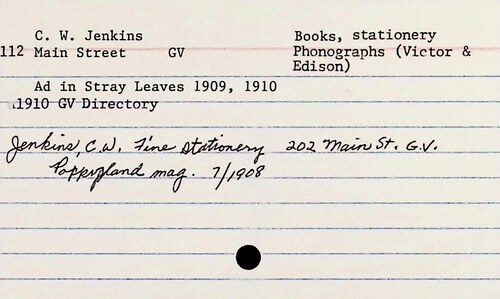 C. W. Jenkins Books, stationery
112 Main Street GV Phonographs (Victor &
Edison)
Ad in Stray Leaves 1909, 1910
1910 GV Directory
Jenkins, C.W. Fine Stationery 202 Main St. G.V.
Poppyland mag. 7/1908